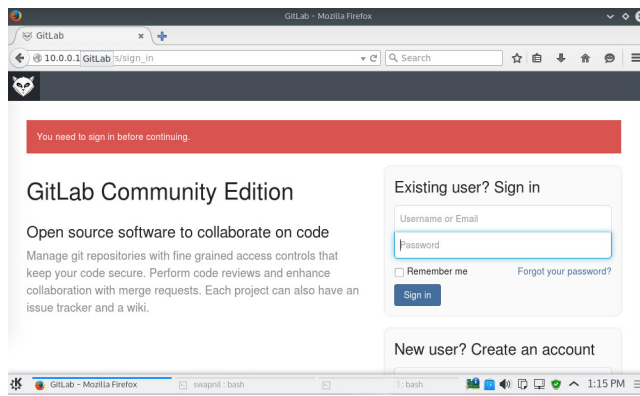 GitLab - Mozilla Firefox
GitLab
10.0.0.1 GitLab s/sign_in
Search
You need to sign in before continuing.
GitLab Community Edition
Open source software to collaborate on code
Manage git repositories with fine grained access controls that
keep your code secure. Perform code reviews and enhance
collaboration with merge requests. Each project can also have an
issue tracker and a wiki.
Existing user? Sign in
Username or Email
Password
Remember me
Forgot your password?
Sign in
New user? Create an account
GitLab - Mozilla Firefox
swapnil : bash
: bash
1:15 PM